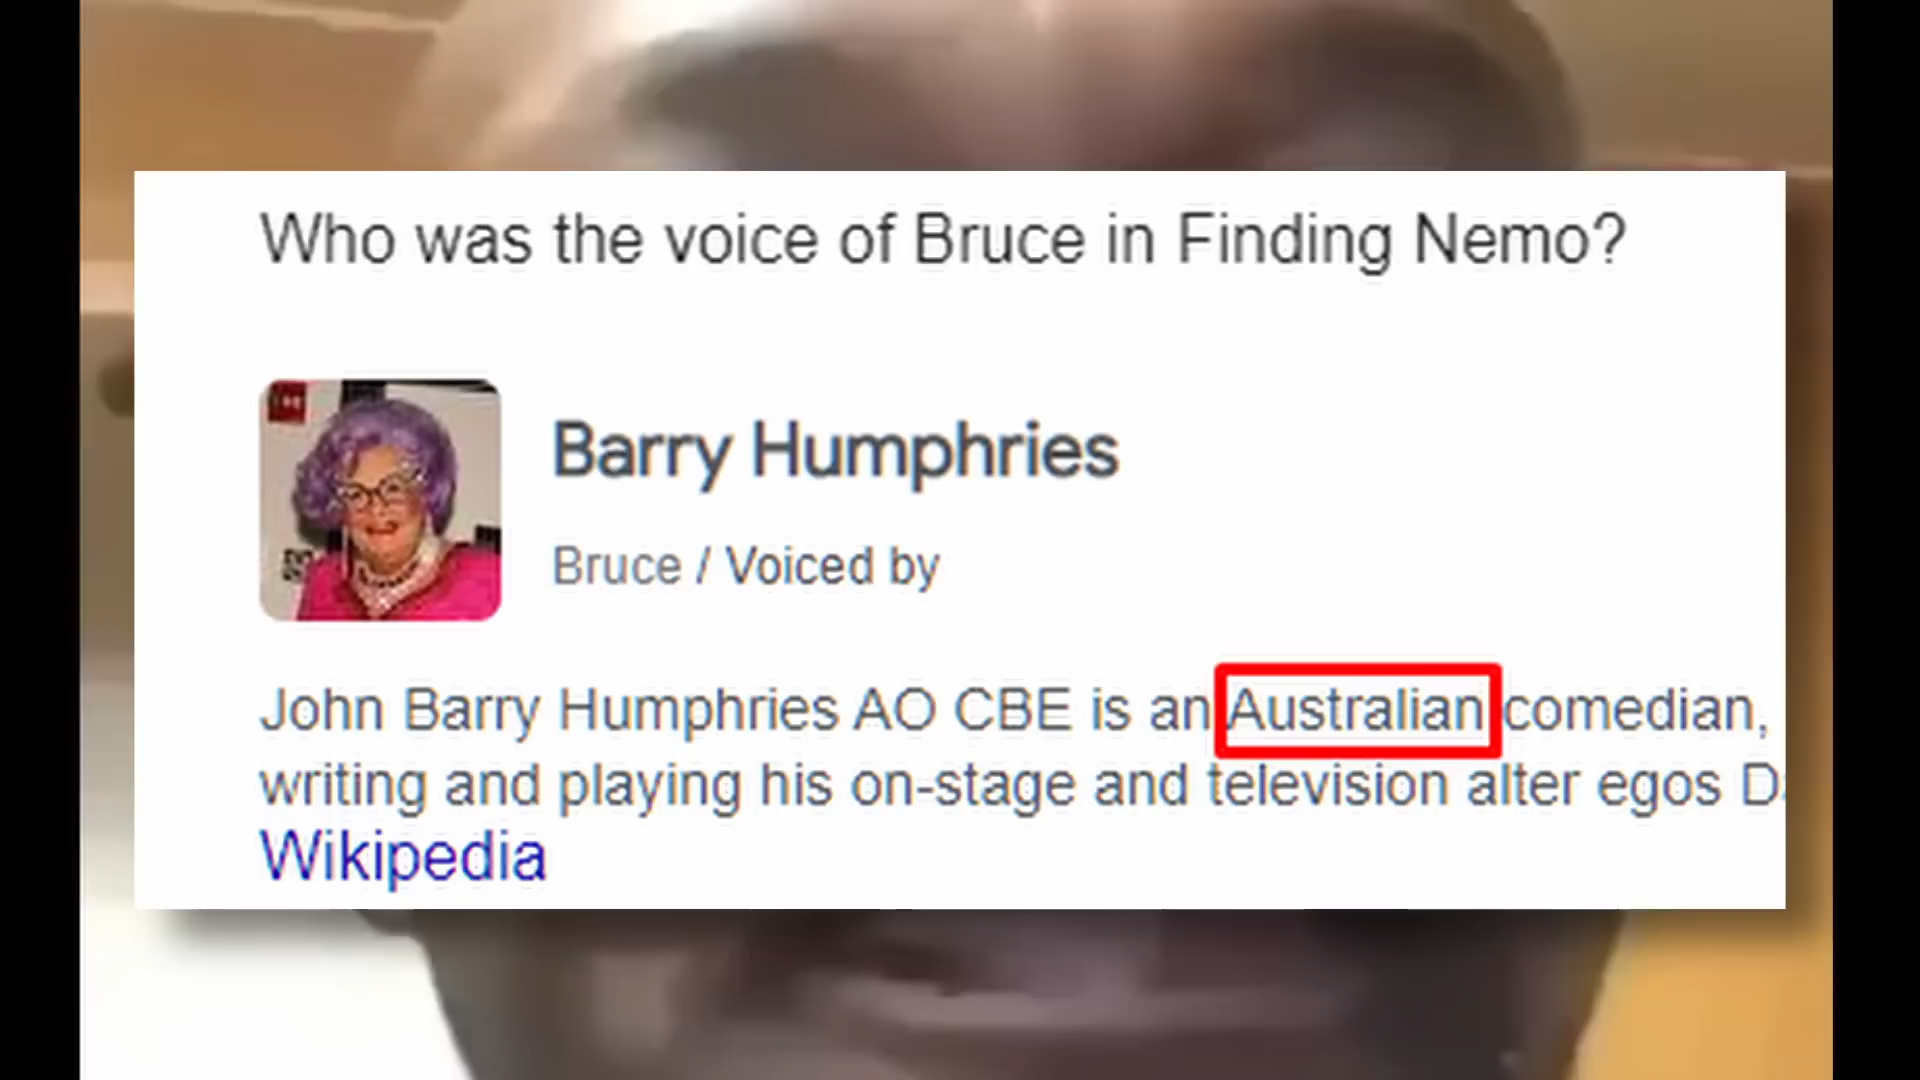 Who was the voice of Bruce in Finding Nemo?
Barry Humphries
Bruce / Voiced by
John Barry Humphries AO CBE is an Australian comedian,
writing and playing his on-stage and television alter egos
Wikipedia